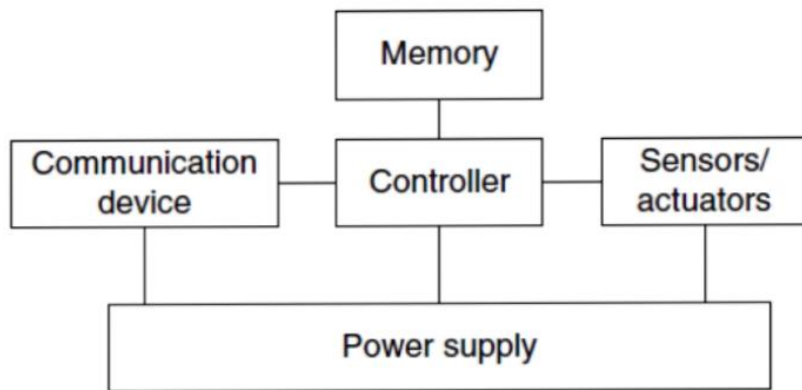 Memory
Communication
device
Controller
Sensors/
actuators
Power supply